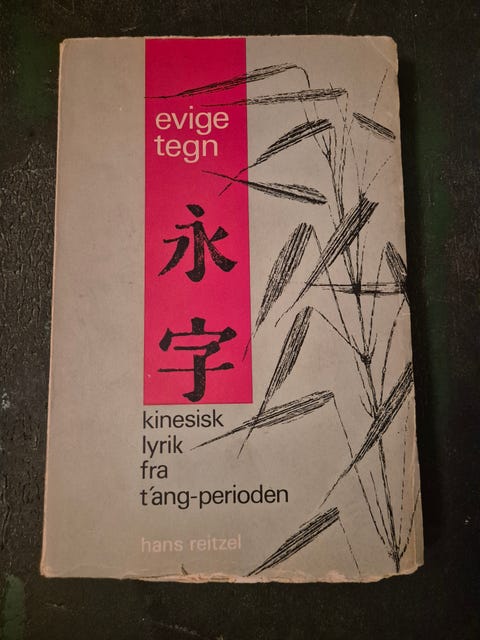 evige
tegn
永
字
kinesisk
lyrik
fra
t'ang-perioden
hans reitzel